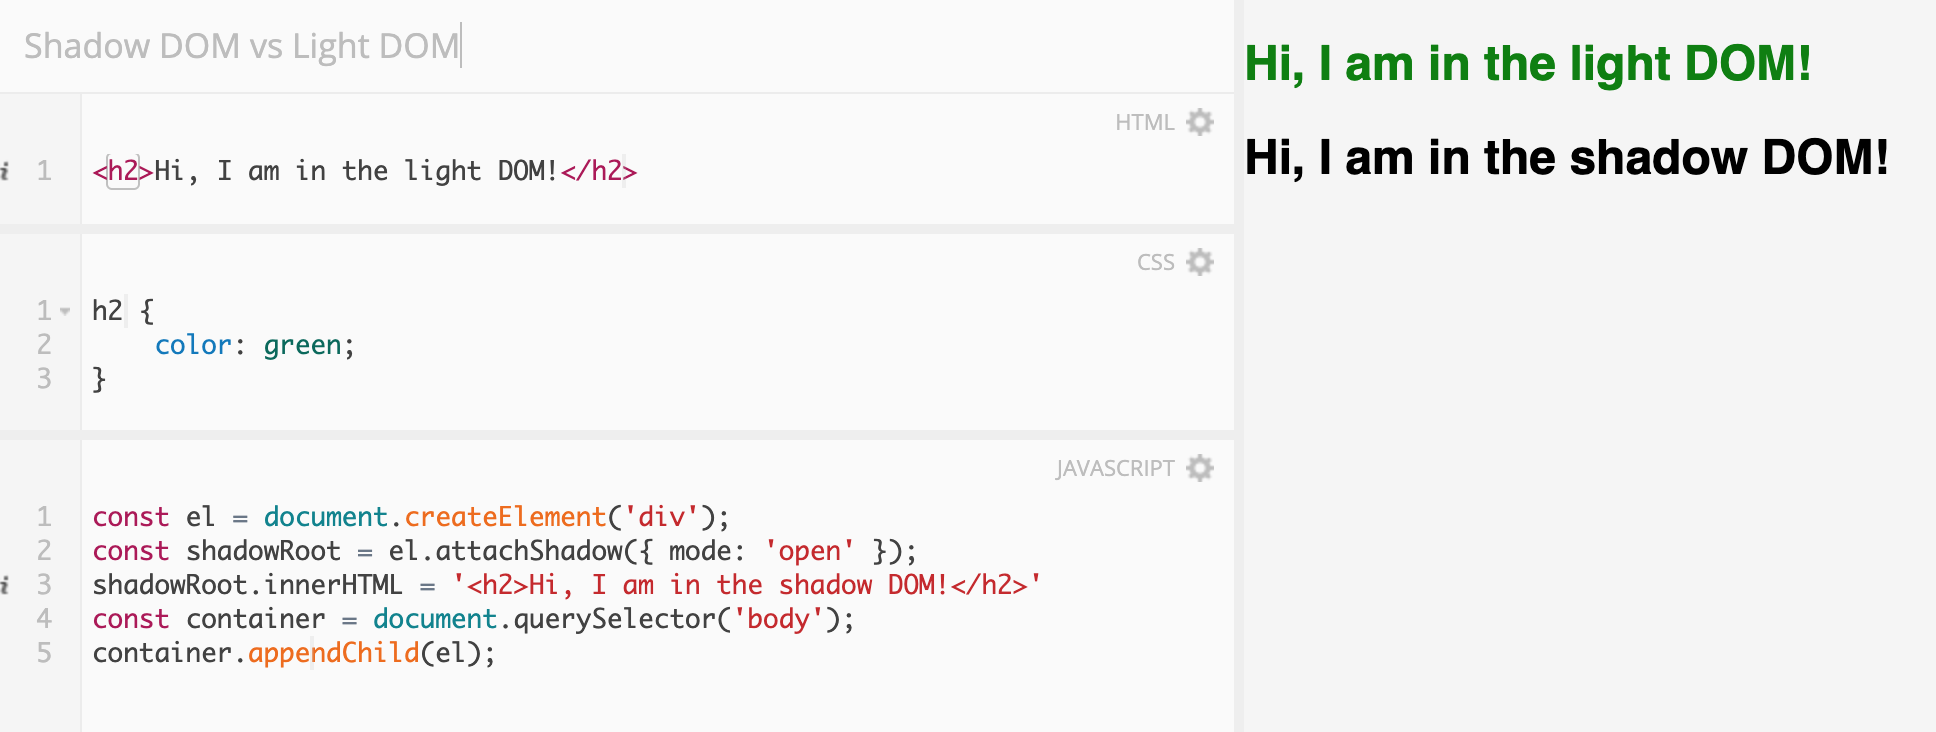 Shadow DOM vs Light DOM
HTML
1 <h2>Hi, I am in the light DOM!</h2>
CSS
1 h2 {
2     color: green;
3 }
JAVASCRIPT
1 const el = document.createElement('div');
2 const shadowRoot = el.attachShadow({ mode: 'open' });
3 shadowRoot.innerHTML = '<h2>Hi, I am in the shadow DOM!</h2>'
4 const container = document.querySelector('body');
5 container.appendChild(el);
Hi, I am in the light DOM!
Hi, I am in the shadow DOM!